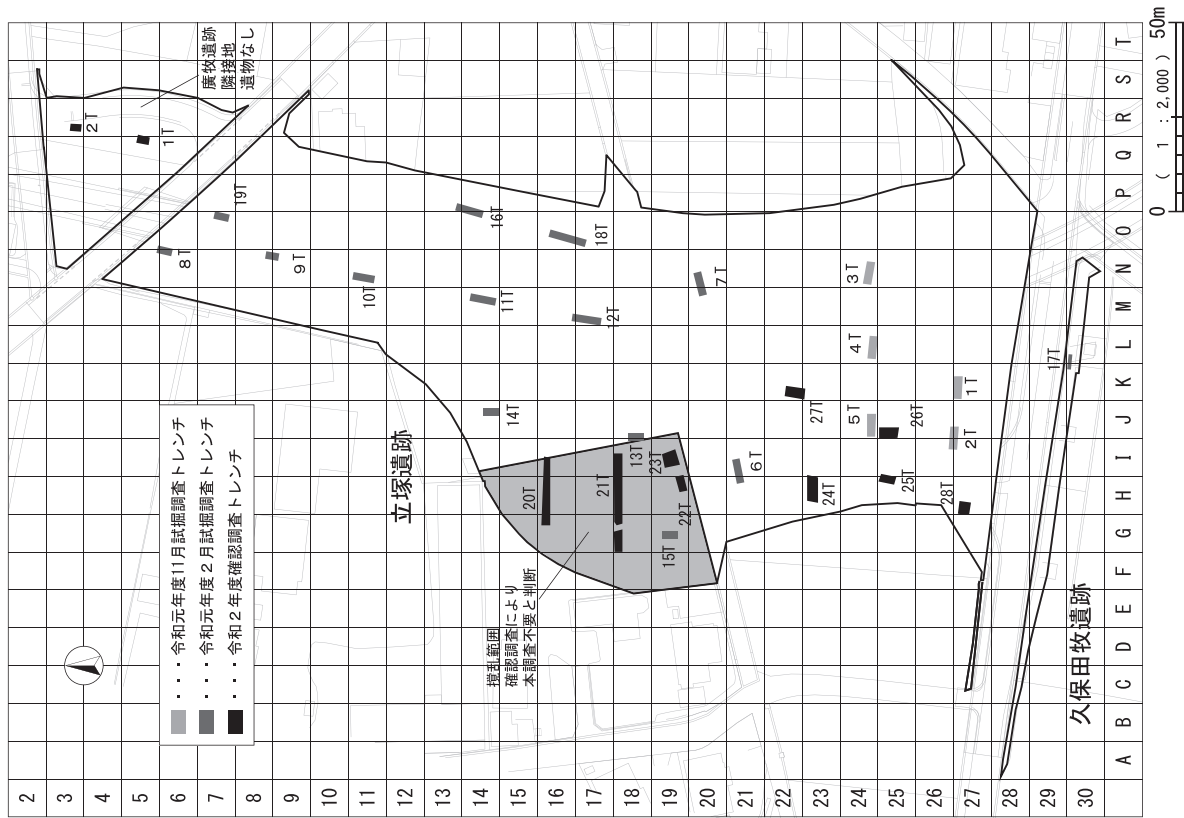 廣牧遺跡
隣接地
遺物なし
2T
1T
19T
8T
9T
10T
16T
18T
11T
12T
7T
3T
4T
14T
27T
5T
26T
1T
2T
17T
13T
23T
6T
20T
21T
22T
15T
24T
25T
28T
立塚遺跡
久保田牧遺跡
撹乱範囲
確認調査により
本調査不要と判断
・・・令和元年度11月試掘調査トレンチ
・・・令和元年度2月試掘調査トレンチ
・・・令和2年度確認調査トレンチ
A B C D E F G H I J K L M N O P Q R S T
2 3 4 5 6 7 8 9 10 11 12 13 14 15 16 17 18 19 20 21 22 23 24 25 26 27 28 29 30
0 ( 1 : 2,000 ) 50m